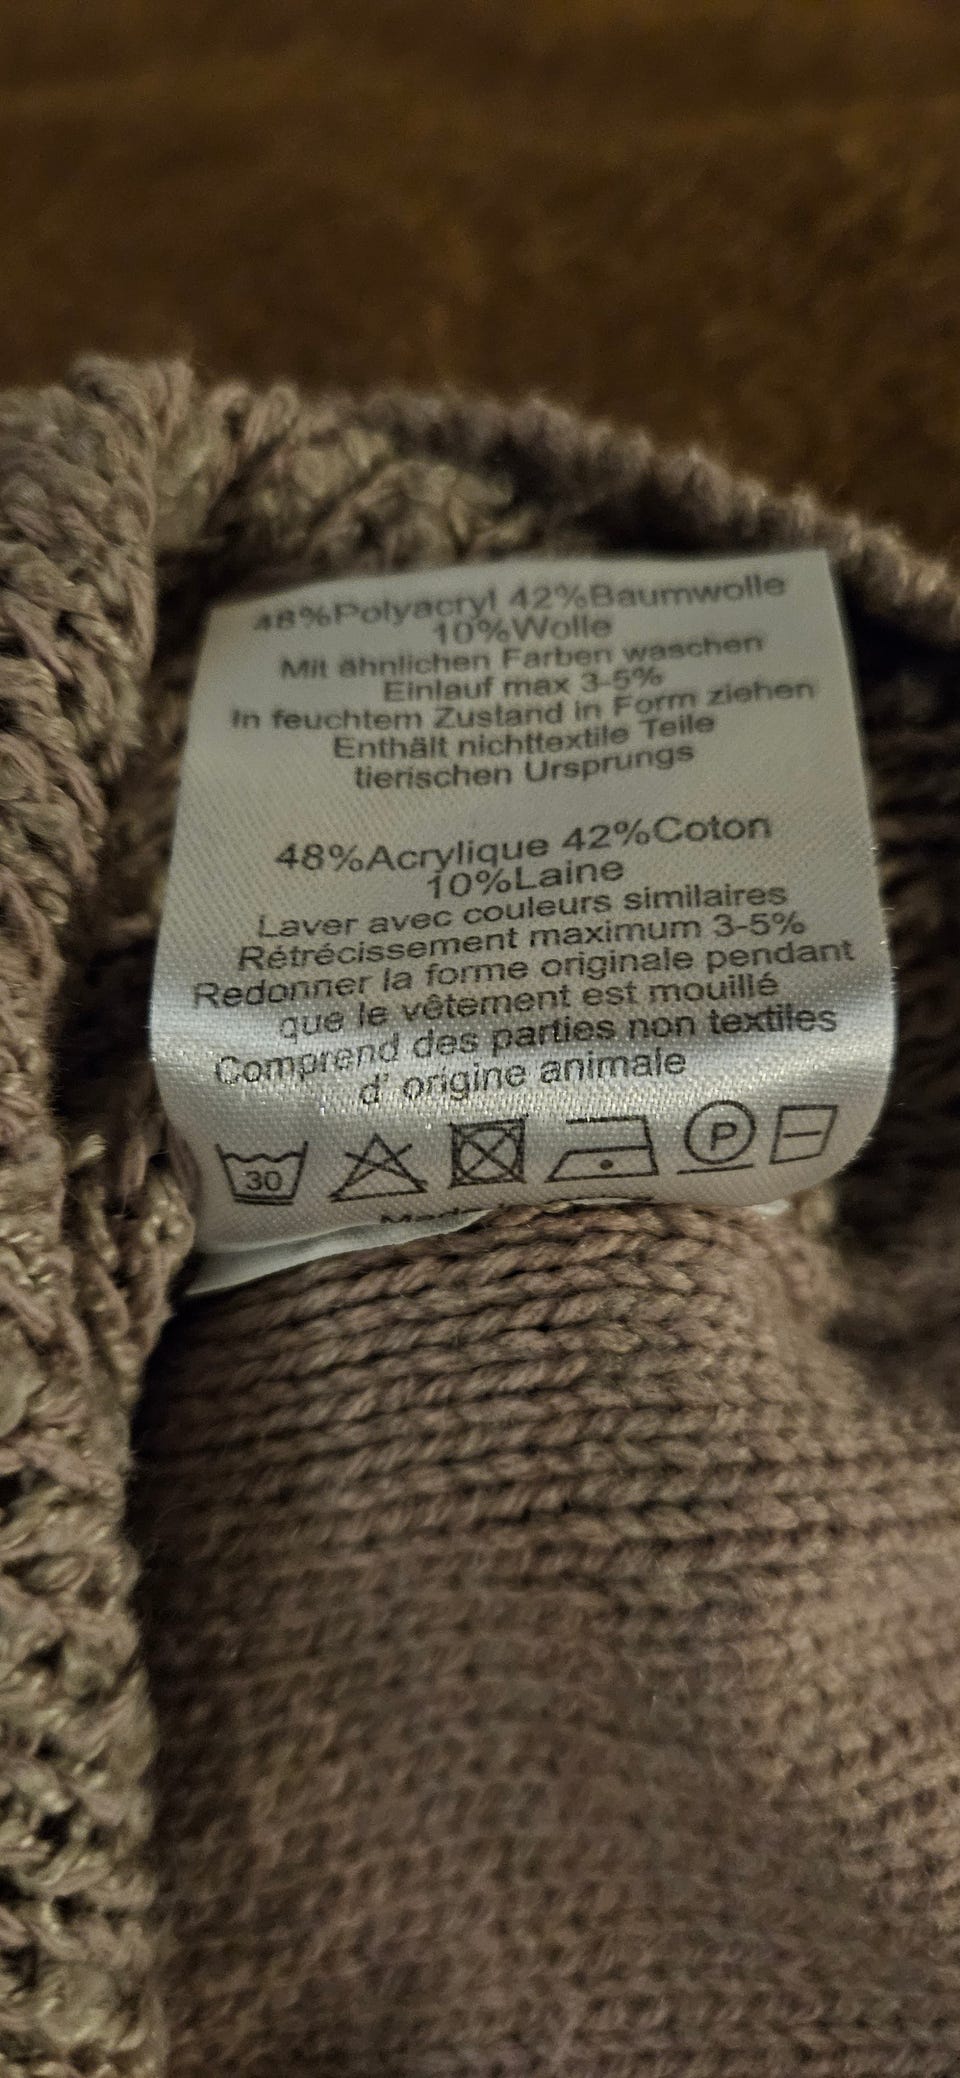 48%Polyacryl 42%Baumwolle
10%Wolle
Mit ähnlichen Farben waschen
Einlauf max 3-5%
In feuchtem Zustand in Form ziehen
Enthält nichttextile Teile
tierischen Ursprungs
48%Acrylique 42%Coton
10%Laine
Laver avec couleurs similaires
Rétrécissement maximum 3-5%
Redonner la forme originale pendant
que le vêtement est mouillé
Comprend des parties non textiles
d' origine animale
30 P